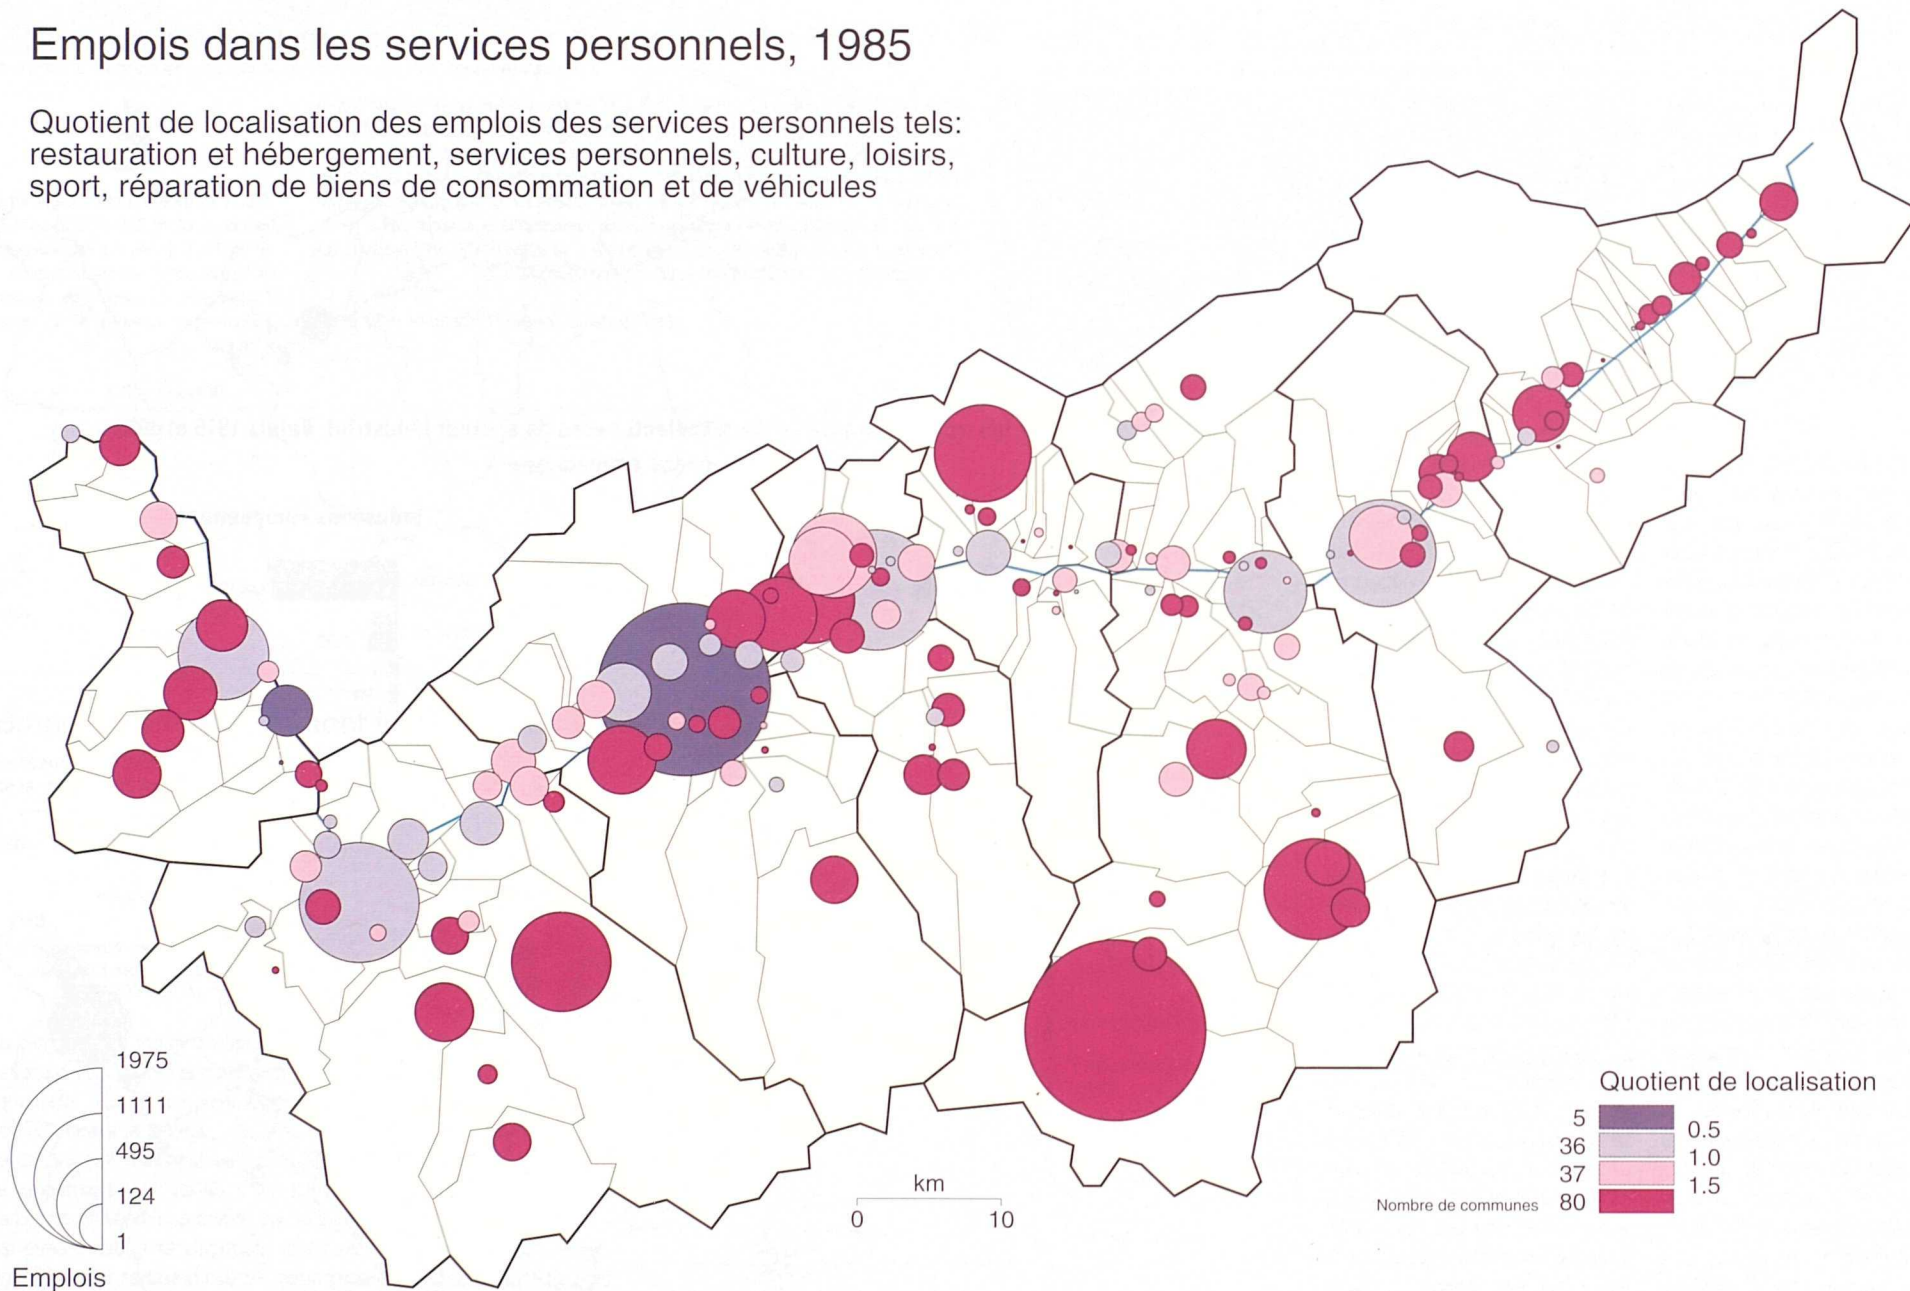 Emplois dans les services personnels, 1985
Quotient de localisation des emplois des services personnels tels:
restauration et hébergement, services personnels, culture, loisirs,
sport, réparation de biens de consommation et de véhicules
1975
1111
495
124
1
Emplois
km
0 10
Quotient de localisation
5
0.5
36
1.0
37
1.5
Nombre de communes 80